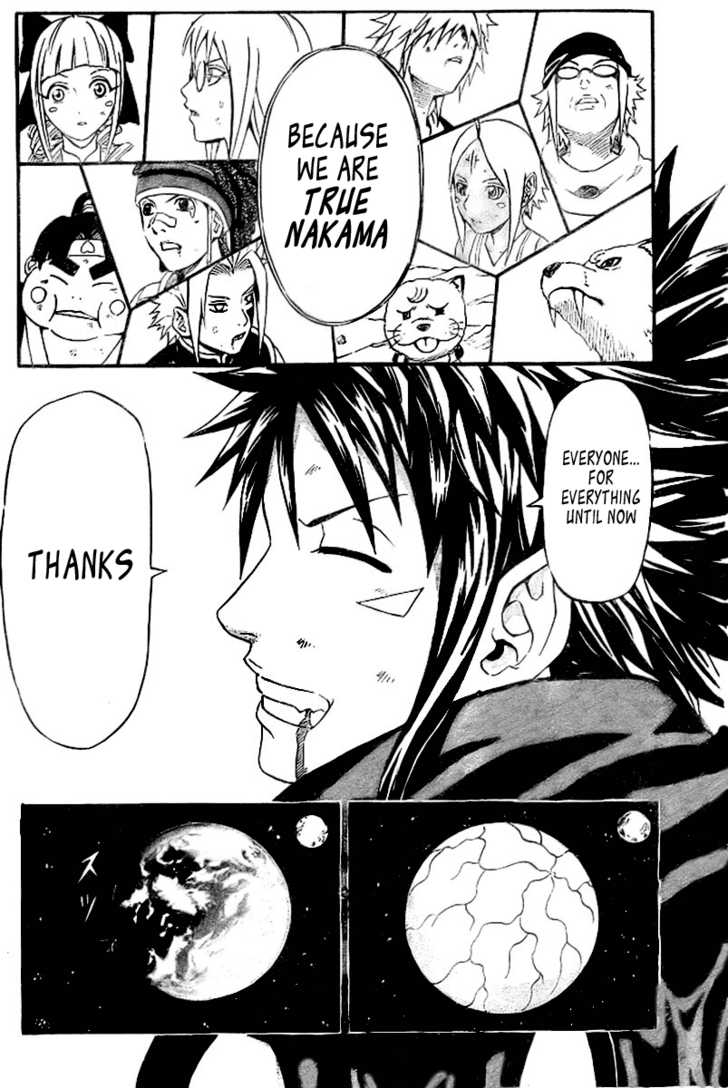 BECAUSE
WE ARE
TRUE
NAKAMA
EVERYONE...
FOR
EVERYTHING
UNTIL NOW
THANKS
ス
ッ